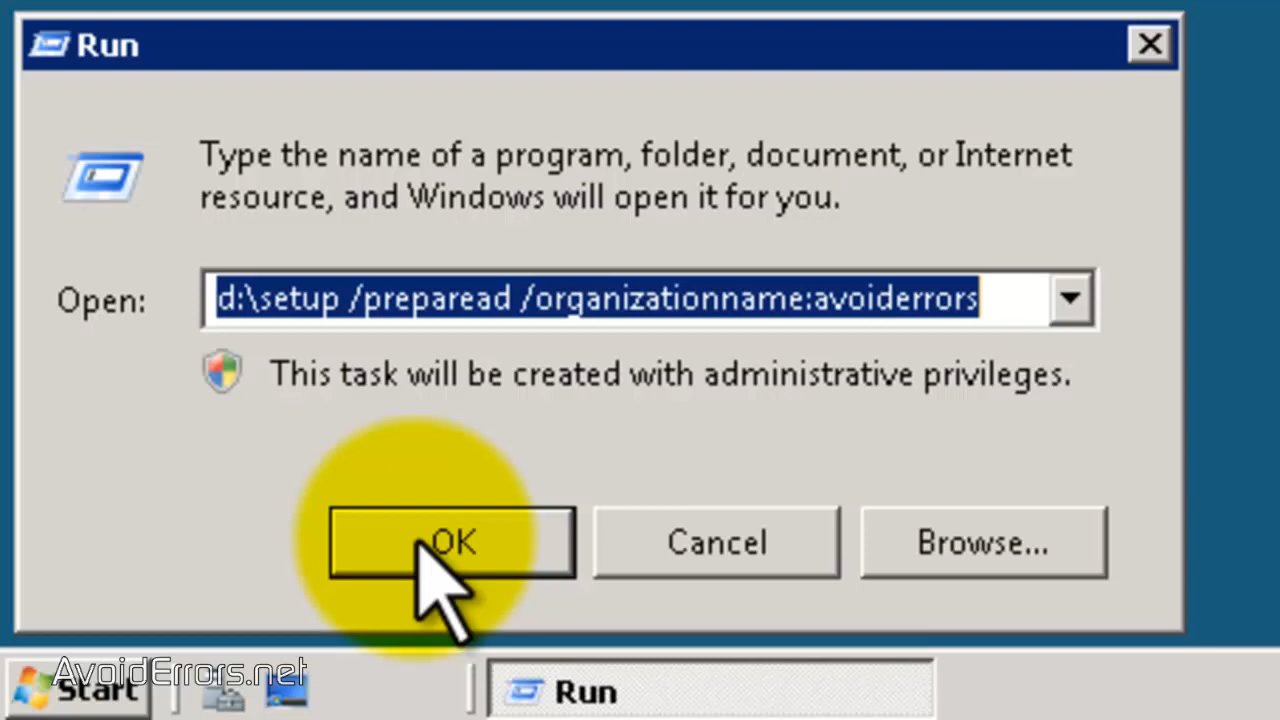 Run
Type the name of a program, folder, document, or Internet
resource, and Windows will open it for you.
Open: d:\setup /preparead /organizationname:avoiderrors
This task will be created with administrative privileges.
OK Cancel Browse...
AvoidErrors.net
Start Run